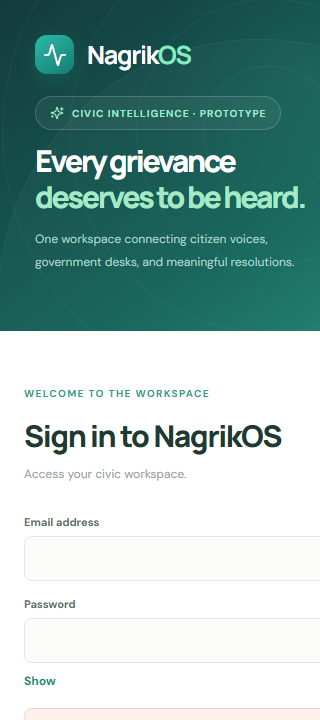 NagrikOS
CIVIC INTELLIGENCE · PROTOTYPE
Every grievance
deserves to be heard.
One workspace connecting citizen voices,
government desks, and meaningful resolutions.
WELCOME TO THE WORKSPACE
Sign in to NagrikOS
Access your civic workspace.
Email address
Password
Show